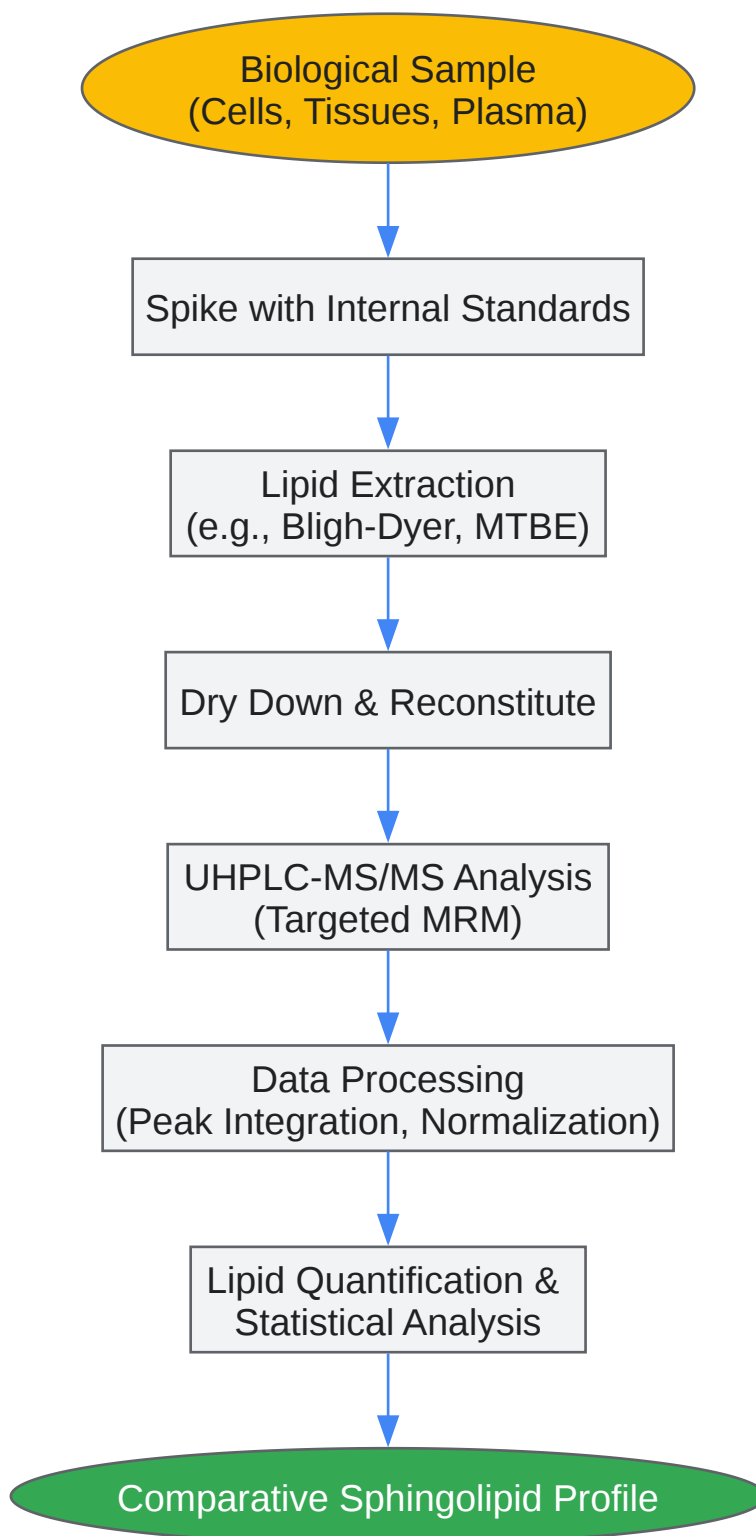 Biological Sample
(Cells, Tissues, Plasma)
Spike with Internal Standards
Lipid Extraction
(e.g., Bligh-Dyer, MTBE)
Dry Down & Reconstitute
UHPLC-MS/MS Analysis
(Targeted MRM)
Data Processing
(Peak Integration, Normalization)
Lipid Quantification &
Statistical Analysis
Comparative Sphingolipid Profile